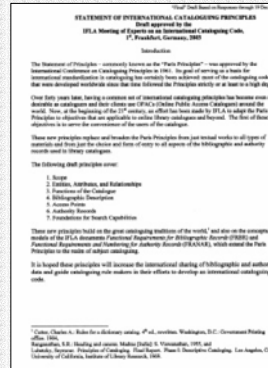 "Final" Draft Based on Responses through 19 Dec
STATEMENT OF INTERNATIONAL CATALOGUING PRINCIPLES
Draft approved by the
IFLA Meeting of Experts on an International Cataloguing Code,
1st, Frankfurt, Germany, 2003
Introduction
The Statement of Principles – commonly known as the "Paris Principles" – was approved by the
International Conference on Cataloguing Principles in 1961. Its goal of serving as a basis for
international standardization in cataloguing has certainly been achieved: most of the cataloguing code
that were developed worldwide since that time followed the Principles strictly or at least to a high deg
Over forty years later, having a common set of international cataloguing principles has become even
desirable as cataloguers and their clients use OPACs (Online Public Access Catalogues) around the
world. Now, at the beginning of the 21st century, an effort has been made by IFLA to adapt the Paris
Principles to objectives that are applicable to online library catalogues and beyond. The first of these
objectives is to serve the convenience of the users of the catalogue.
These new principles replace and broaden the Paris Principles from just textual works to all types of
materials and from just the choice and form of entry to all aspects of the bibliographic and authority
records used in library catalogues.
The following draft principles cover:
1. Scope
2. Entities, Attributes, and Relationships
3. Functions of the Catalogue
4. Bibliographic Description
5. Access Points
6. Authority Records
7. Foundations for Search Capabilities
These new principles build on the great cataloguing traditions of the world,1 and also on the conceptu
models of the IFLA documents Functional Requirements for Bibliographic Records (FRBR) and
Functional Requirements and Numbering for Authority Records (FRANAR), which extend the Paris
Principles to the realm of subject cataloguing.
It is hoped these principles will increase the international sharing of bibliographic and author
data and guide cataloguing rule makers in their efforts to develop an international cataloguing
code.
1 Cutter, Charles A.: Rules for a dictionary catalog. 4th ed., rewritten. Washington, D.C.: Government Printing
office. 1904,
Ranganathan, S.R.: Heading and canons. Madras [India]: S. Viswanathan, 1955, and
Lubetzky, Seymour. Principles of Cataloging. Final Report. Phase I: Descriptive Cataloging. Los Angeles, C
University of California, Institute of Library Research, 1969.